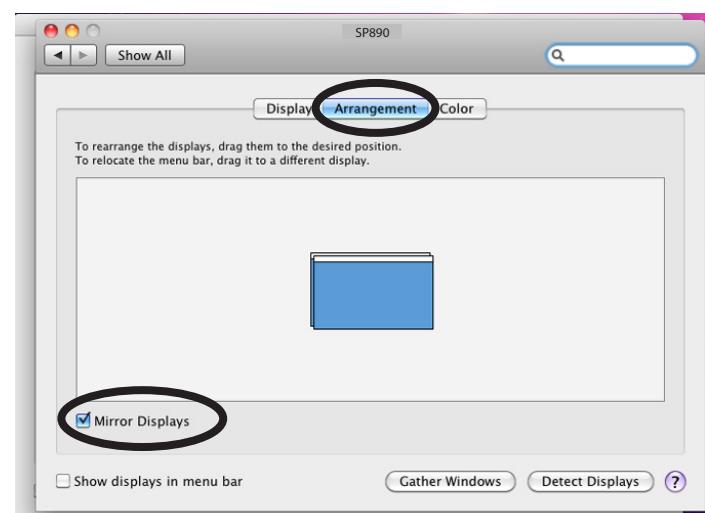 SP890
Show All
Display Arrangement Color
To rearrange the displays, drag them to the desired position.
To relocate the menu bar, drag it to a different display.
Mirror Displays
Show displays in menu bar
Gather Windows Detect Displays ?